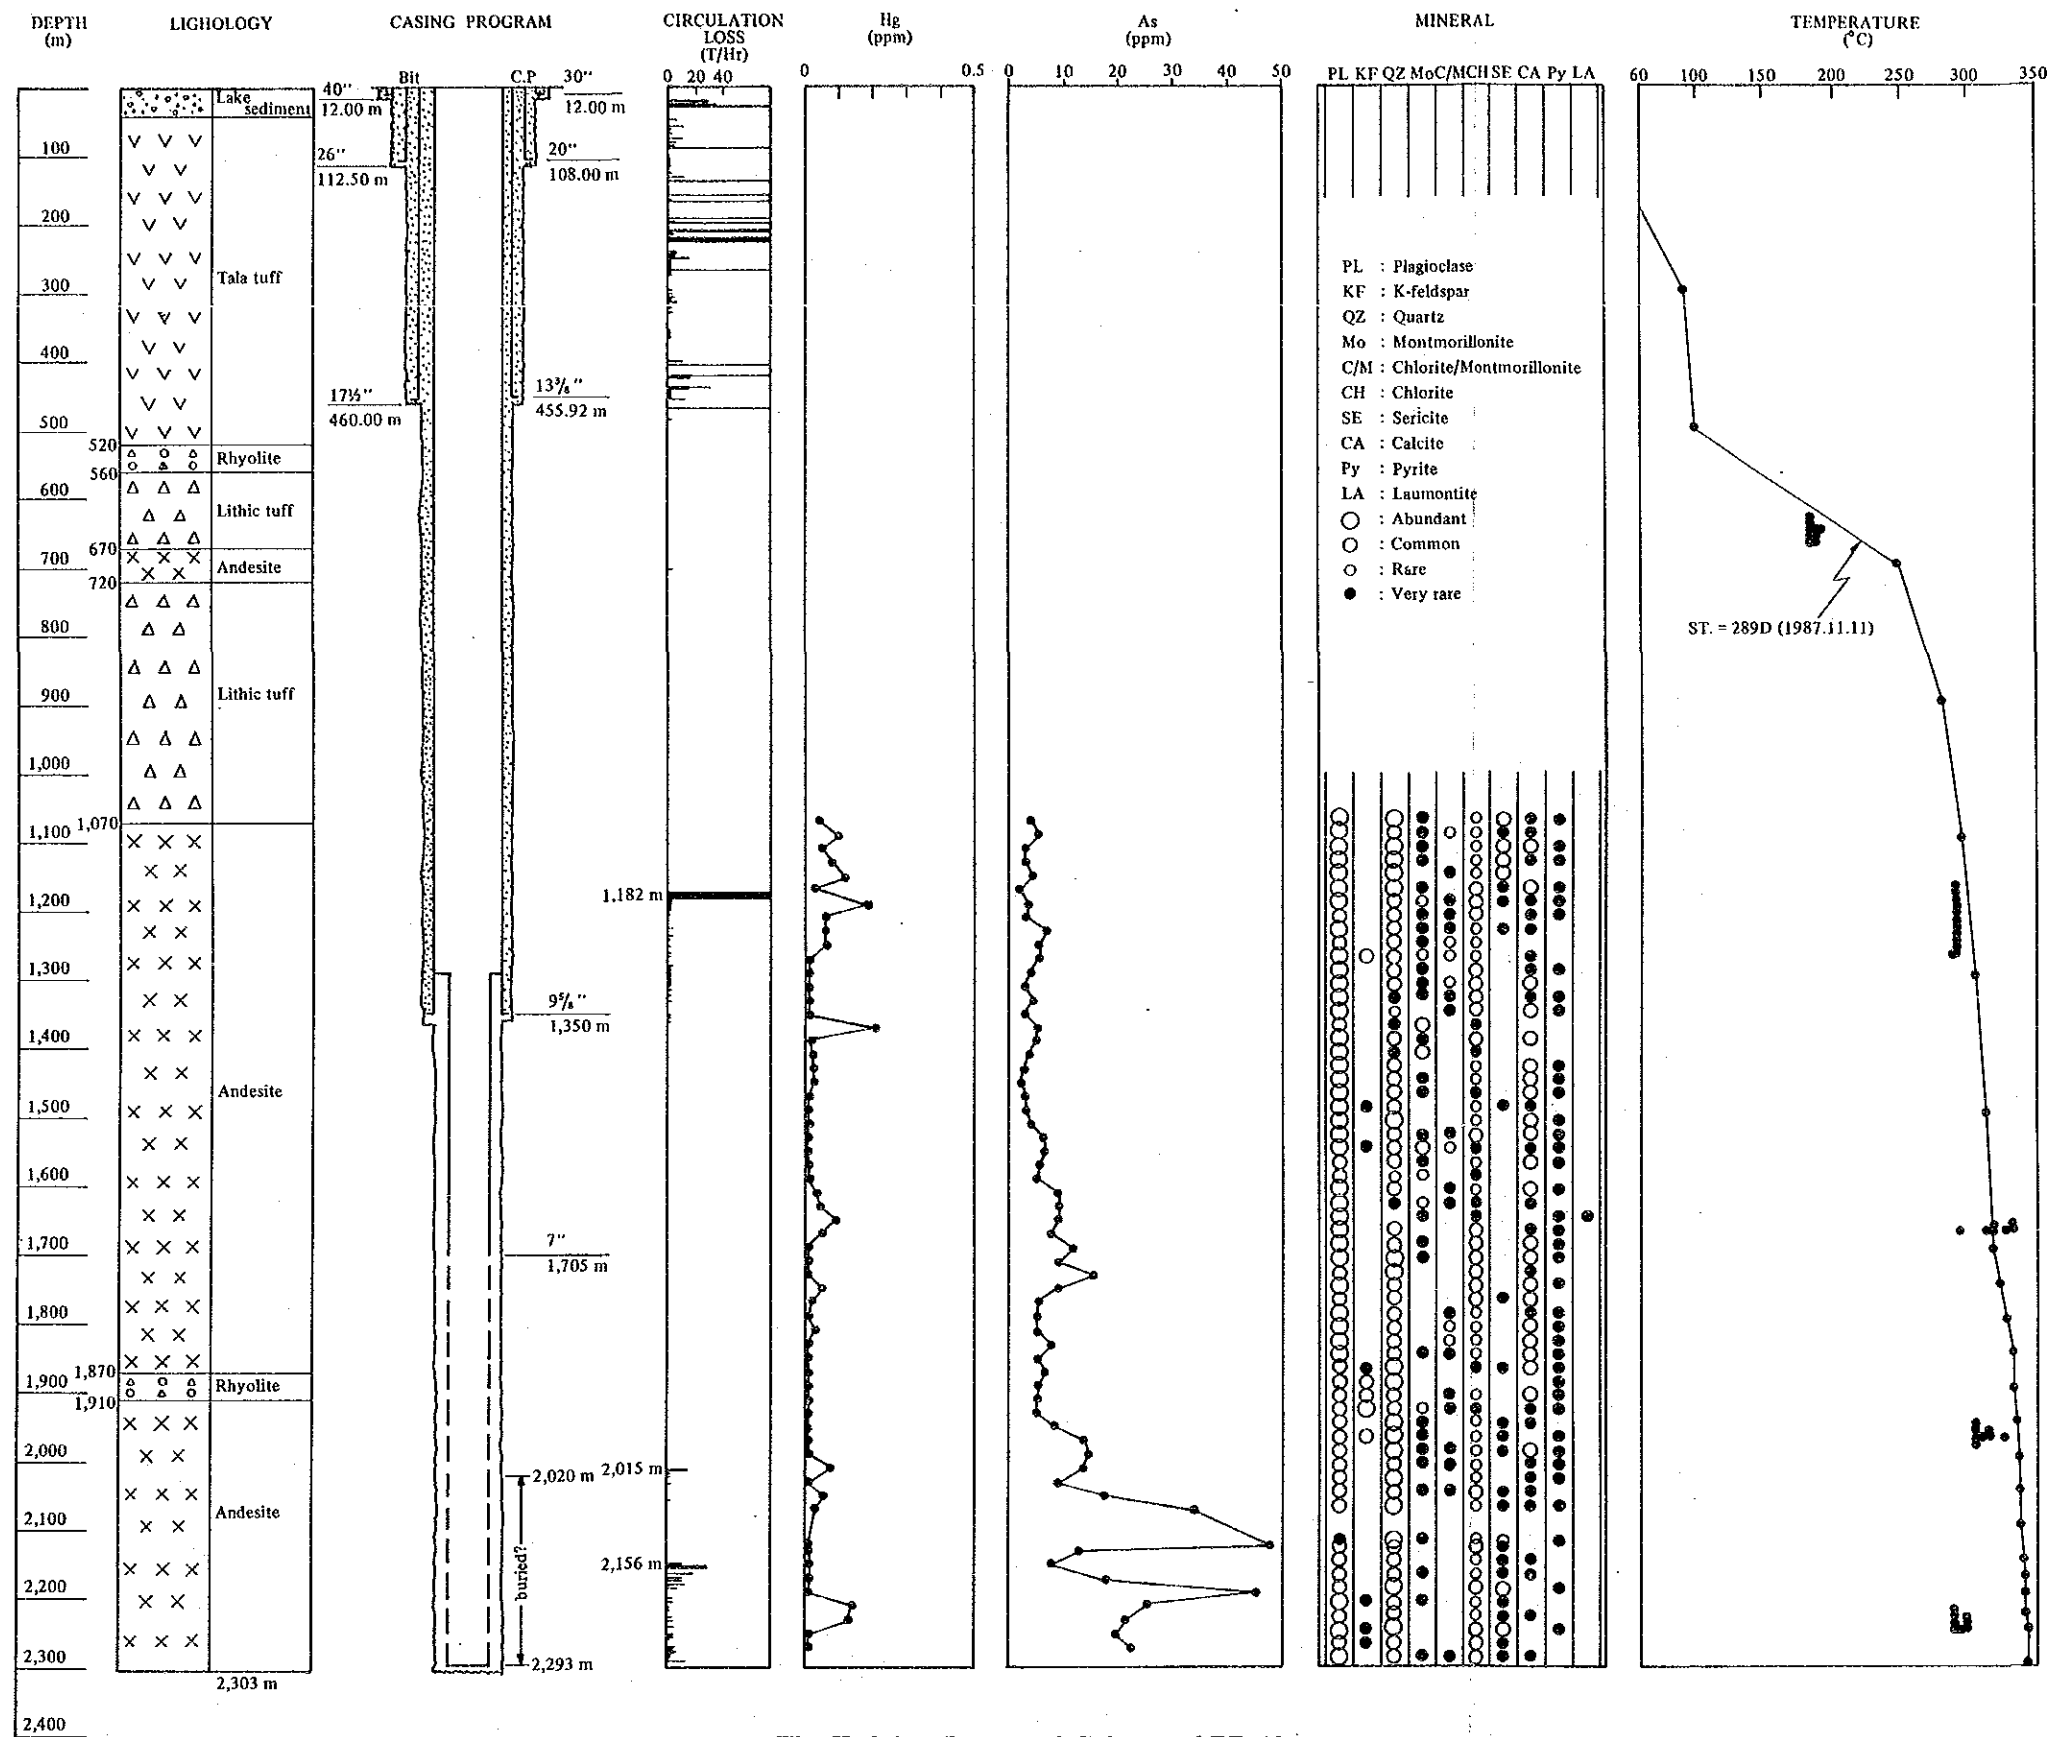 DEPTH
(m)
LIGHOLOGY
CASING PROGRAM
CIRCULATION
LOSS
(T/Hr)
Hg
(ppm)
As
(ppm)
MINERAL
TEMPERATURE
(°C)
0 20 40
0 0.5
0 10 20 30 40 50
PL KF QZ Mo C/M CH SE CA Py LA
60 100 200 300 350
Bit
C.P
40"
12.00 m
30"
12.00 m
26"
112.50 m
20"
108.00 m
17½"
460.00 m
13⅜"
455.92 m
9⅝"
1,350 m
7"
1,705 m
2,020 m
buried?
2,293 m
100
200
300
400
500
600
700
800
900
1,000
1,100
1,200
1,300
1,400
1,500
1,600
1,700
1,800
1,900
2,000
2,100
2,200
2,300
2,400
Lake
sediment
Tala tuff
520
Rhyolite
560
Lithic tuff
670
Andesite
720
Lithic tuff
1,070
Andesite
1,870
Rhyolite
1,910
Andesite
2,303 m
1,182 m
2,015 m
2,156 m
PL : Plagioclase
KF : K-feldspar
QZ : Quartz
Mo : Montmorillonite
C/M : Chlorite/Montmorillonite
CH : Chlorite
SE : Sericite
CA : Calcite
Py : Pyrite
LA : Laumontite
: Abundant
: Common
: Rare
: Very rare
ST. = 289D (1987.11.11)